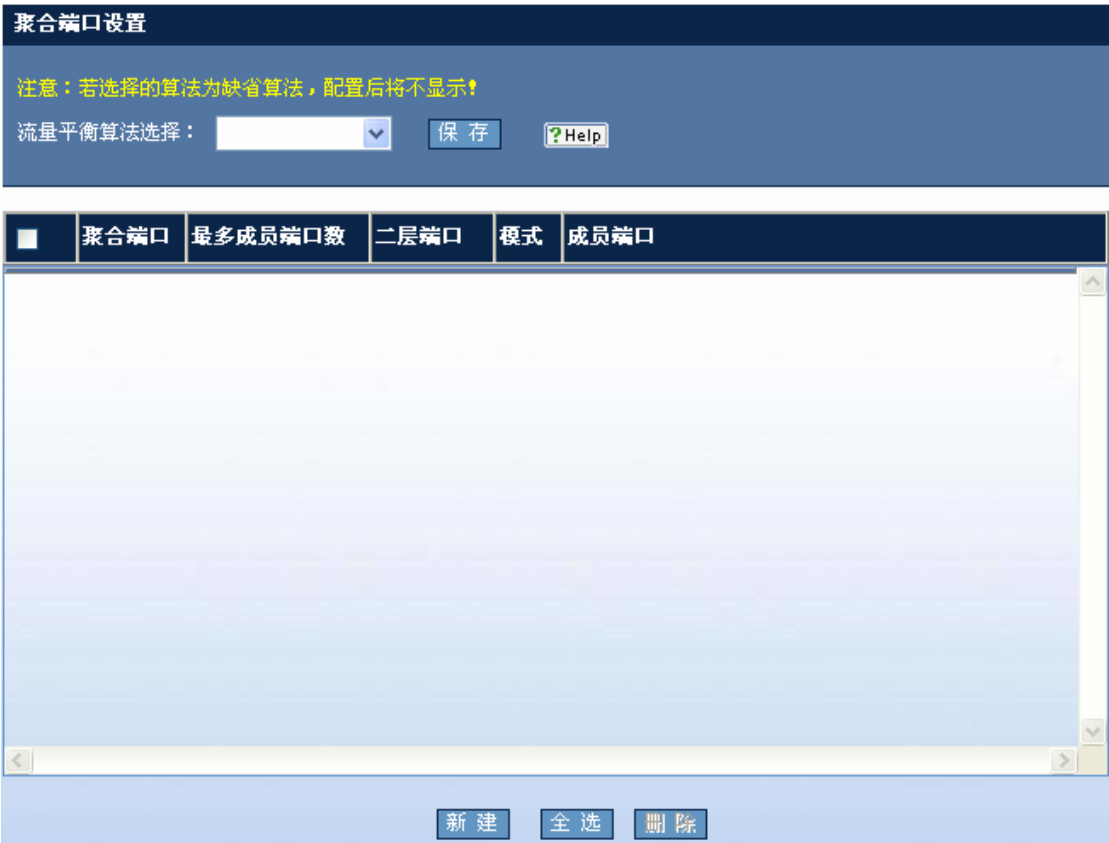 聚合端口设置
注意：若选择的算法为缺省算法，配置后将不显示！
流量平衡算法选择： 保存 ?Help
聚合端口 最多成员端口数 二层端口 模式 成员端口
新建 全选 删除